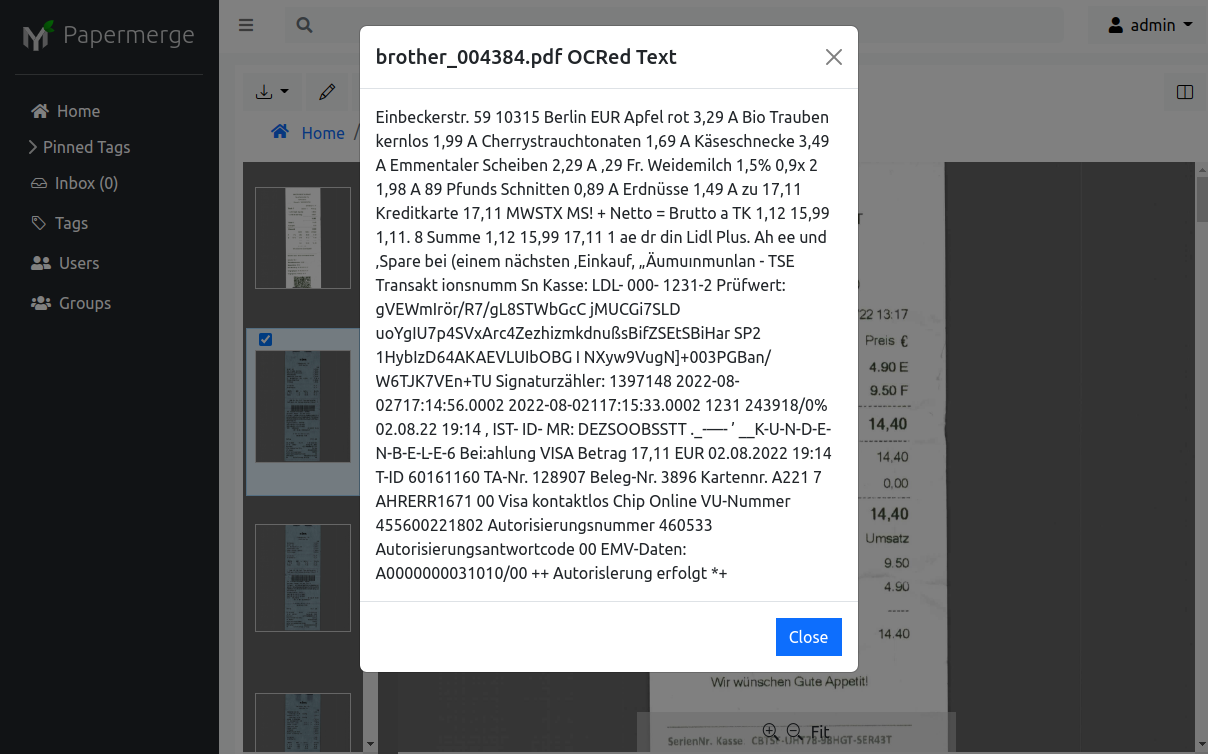 Papermerge
admin
Home
Pinned Tags
Inbox (0)
Tags
Users
Groups
Home /
brother_004384.pdf OCRed Text
Einbeckerstr. 59 10315 Berlin EUR Apfel rot 3,29 A Bio Trauben
kernlos 1,99 A Cherrystrauchtonaten 1,69 A Käseschnecke 3,49
A Emmentaler Scheiben 2,29 A ,29 Fr. Weidemilch 1,5% 0,9x 2
1,98 A 89 Pfunds Schnitten 0,89 A Erdnüsse 1,49 A zu 17,11
Kreditkarte 17,11 MWSTX MS! + Netto = Brutto a TK 1,12 15,99
1,11. 8 Summe 1,12 15,99 17,11 1 ae dr din Lidl Plus. Ah ee und
‚Spare bei (einem nächsten ‚Einkauf, „Äumıınmunlan - TSE
Transakt ionsnumm Sn Kasse: LDL- 000- 1231-2 Prüfwert:
gVEWmIrör/R7/gL8STWbGcC jMUCGi7SLD
uoYgIU7p4SVxArc4ZezhizmkdnußsBifZSEtSBiHar SP2
1HybIzD64AKAEVLUIbOBG I NXyw9VugN]+003PGBan/
W6TJK7VEn+TU Signaturzähler: 1397148 2022-08-
02717:14:56.0002 2022-08-02117:15:33.0002 1231 243918/0%
02.08.22 19:14 , IST- ID- MR: DEZSOOBSSTT ._-—- ’ __K-U-N-D-E-
N-B-E-L-E-6 Bei:ahlung VISA Betrag 17,11 EUR 02.08.2022 19:14
T-ID 60161160 TA-Nr. 128907 Beleg-Nr. 3896 Kartennr. A221 7
AHRERR1671 00 Visa kontaktlos Chip Online VU-Nummer
455600221802 Autorisierungsnummer 460533
Autorisierungsantwortcode 00 EMV-Daten:
A0000000031010/00 ++ Autorislerung erfolgt *+
Close
/22 13:17
Preis €
4.90 E
9.50 F
14,40
14.40
0,00
14,40
Umsatz
9.50
4.90
-----
14.40
Wir wünschen Gute Appetit!
Fit
SerienNr. Kasse